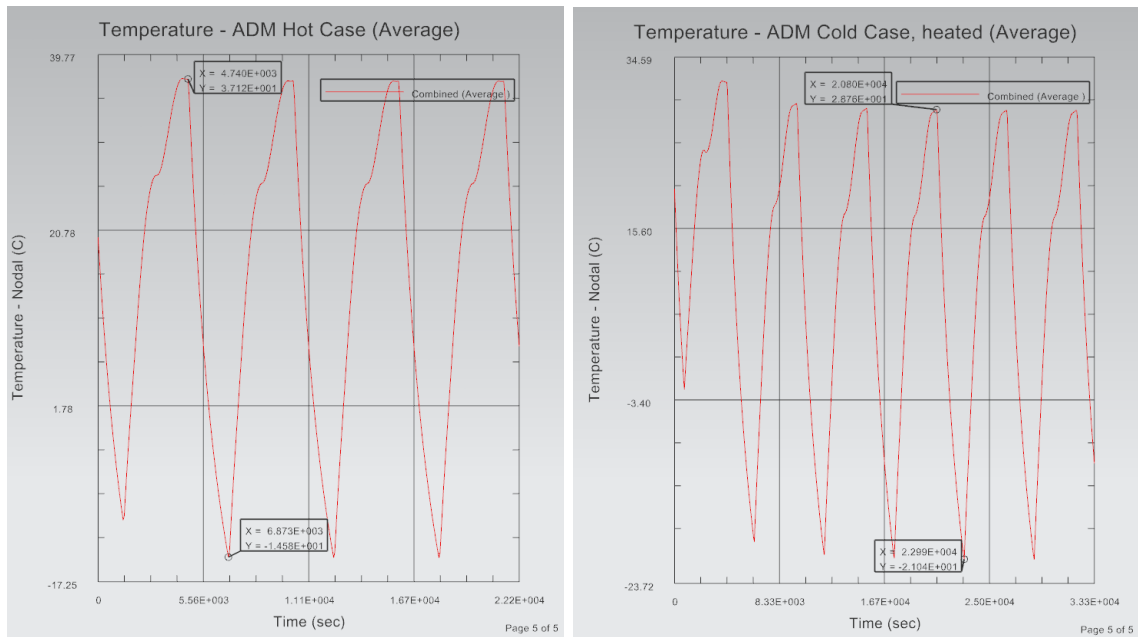 Temperature - ADM Hot Case (Average)
39.77
X = 4.740E+003
Y = 3.712E+001
Combined (Average )
20.78
Temperature - Nodal (C)
1.78
X = 6.873E+003
Y = -1.458E+001
-17.25
0
5.56E+003
1.11E+004
1.67E+004
2.22E+004
Time (sec)
Page 5 of 5
Temperature - ADM Cold Case, heated (Average)
34.59
X = 2.080E+004
Y = 2.876E+001
Combined (Average )
15.60
Temperature - Nodal (C)
-3.40
X = 2.299E+004
Y = -2.104E+001
-23.72
0
8.33E+003
1.67E+004
2.50E+004
3.33E+004
Time (sec)
Page 5 of 5